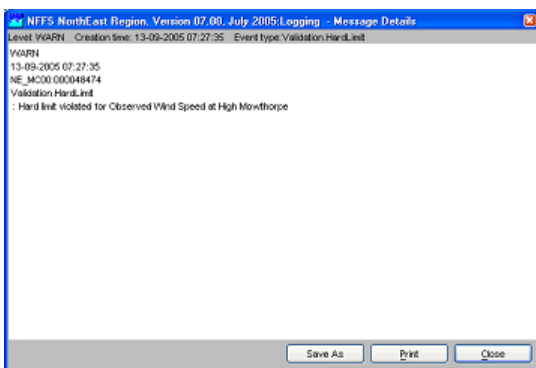 NFFS NorthEast Region. Version 07.00. July 2005:Logging - Message Details
Level: WARN Creation time: 13-09-2005 07:27:35 Event type:Validation.HardLimit
WARN
13-09-2005 07:27:35
NE_MC00:000048474
Validation.HardLimit
: Hard limit violated for Observed Wind Speed at High Mowthorpe
Save As Print Close